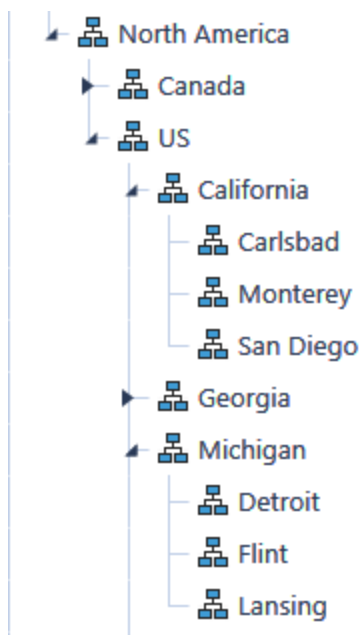 North America
Canada
US
California
Carlsbad
Monterey
San Diego
Georgia
Michigan
Detroit
Flint
Lansing